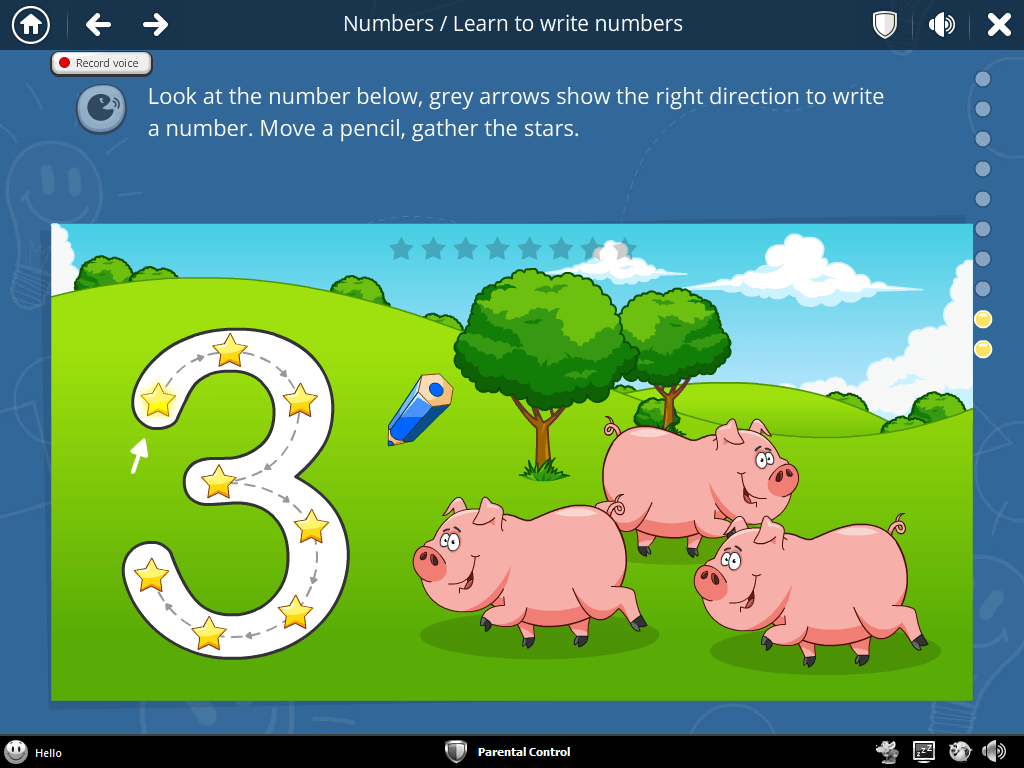 Numbers / Learn to write numbers
Record voice
Look at the number below, grey arrows show the right direction to write
a number. Move a pencil, gather the stars.
3
Hello
Parental Control
zzz